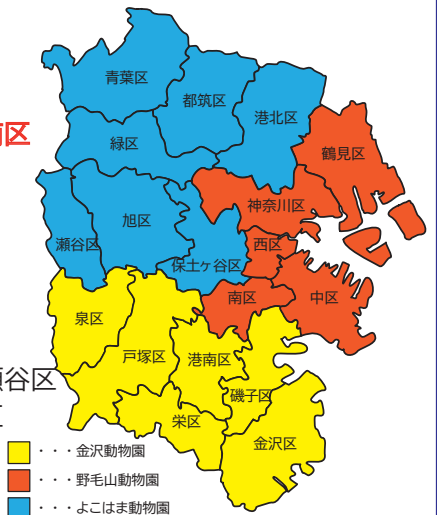 青葉区
都筑区
港北区
区
緑区
鶴見区
神奈川区
旭区
西区
瀬谷区
保土ヶ谷区
南区
中区
泉区
戸塚区
港南区
谷区
磯子区
栄区
金沢区
・・・金沢動物園
・・・野毛山動物園
・・・よこはま動物園